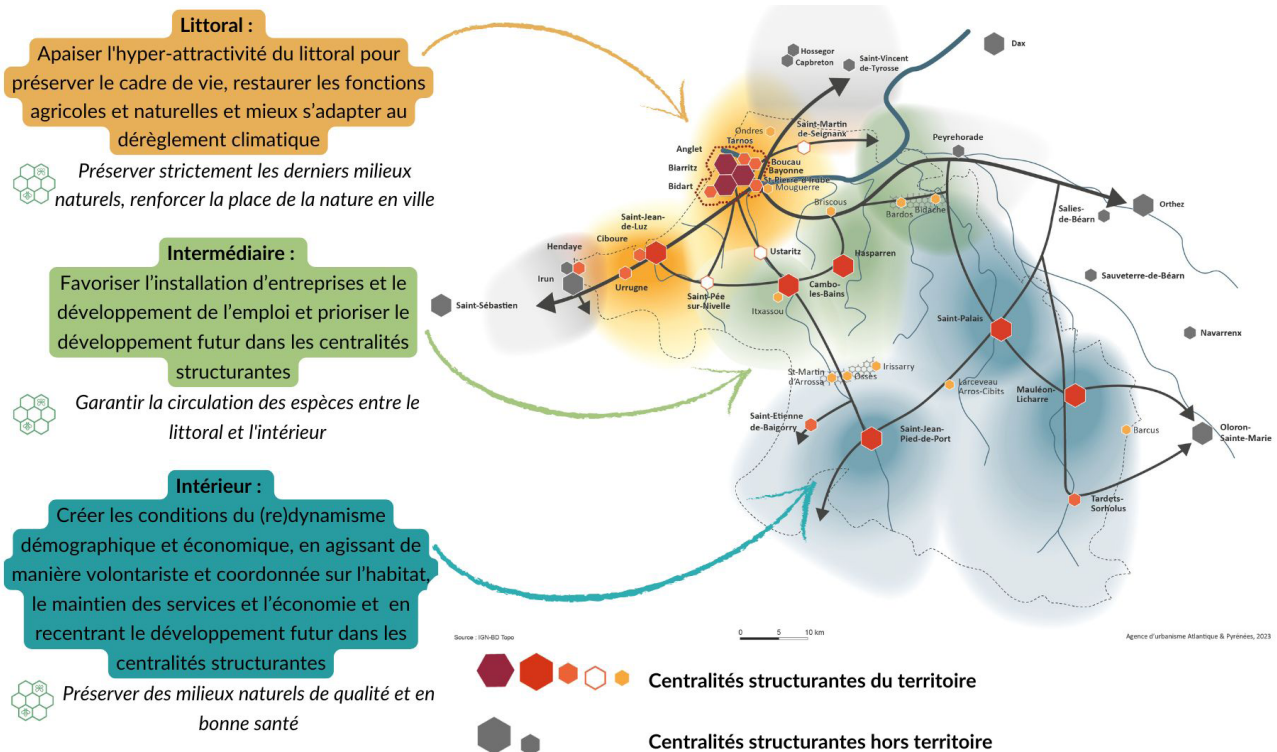 Littoral :
Apaiser l'hyper-attractivité du littoral pour
préserver le cadre de vie, restaurer les fonctions
agricoles et naturelles et mieux s’adapter au
dérèglement climatique
Préserver strictement les derniers milieux
naturels, renforcer la place de la nature en ville
Intermédiaire :
Favoriser l’installation d’entreprises et le
développement de l’emploi et prioriser le
développement futur dans les centralités
structurantes
Garantir la circulation des espèces entre le
littoral et l'intérieur
Intérieur :
Créer les conditions du (re)dynamisme
démographique et économique, en agissant de
manière volontariste et coordonnée sur l’habitat,
le maintien des services et l’économie et en
recentrant le développement futur dans les
centralités structurantes
Préserver des milieux naturels de qualité et en
bonne santé
Dax
Hossegor
Capbreton
Saint-Vincent
de-Tyrosse
Ondres
Tarnos
Saint-Martin
de-Seignanx
Peyrehorade
Anglet
Biarritz
Bidart
Boucau
Bayonne
St-Pierre d'Irube
Mouguerre
Briscous
Bardos
Bidache
Salies-
de-Béarn
Orthez
Saint-Jean-
de-Luz
Ciboure
Hendaye
Irun
Urrugne
Saint-Sébastien
Ustaritz
Hasparren
Saint-Pée
sur-Nivelle
Cambo-
les-Bains
Itxassou
Sauveterre-de-Béarn
Saint-Palais
Navarrenx
St-Martin
d'Arrossa
Ossès
Irissarry
Larceveau
Arros-Cibits
Mauléon-
Licharre
Saint-Etienne
de-Baïgorry
Saint-Jean-
Pied-de-Port
Barcus
Oloron-
Sainte-Marie
Tardets-
Sorholus
Source : IGN-BD Topo
0 5 10 km
Agence d'urbanisme Atlantique & Pyrénées, 2023
Centralités structurantes du territoire
Centralités structurantes hors territoire